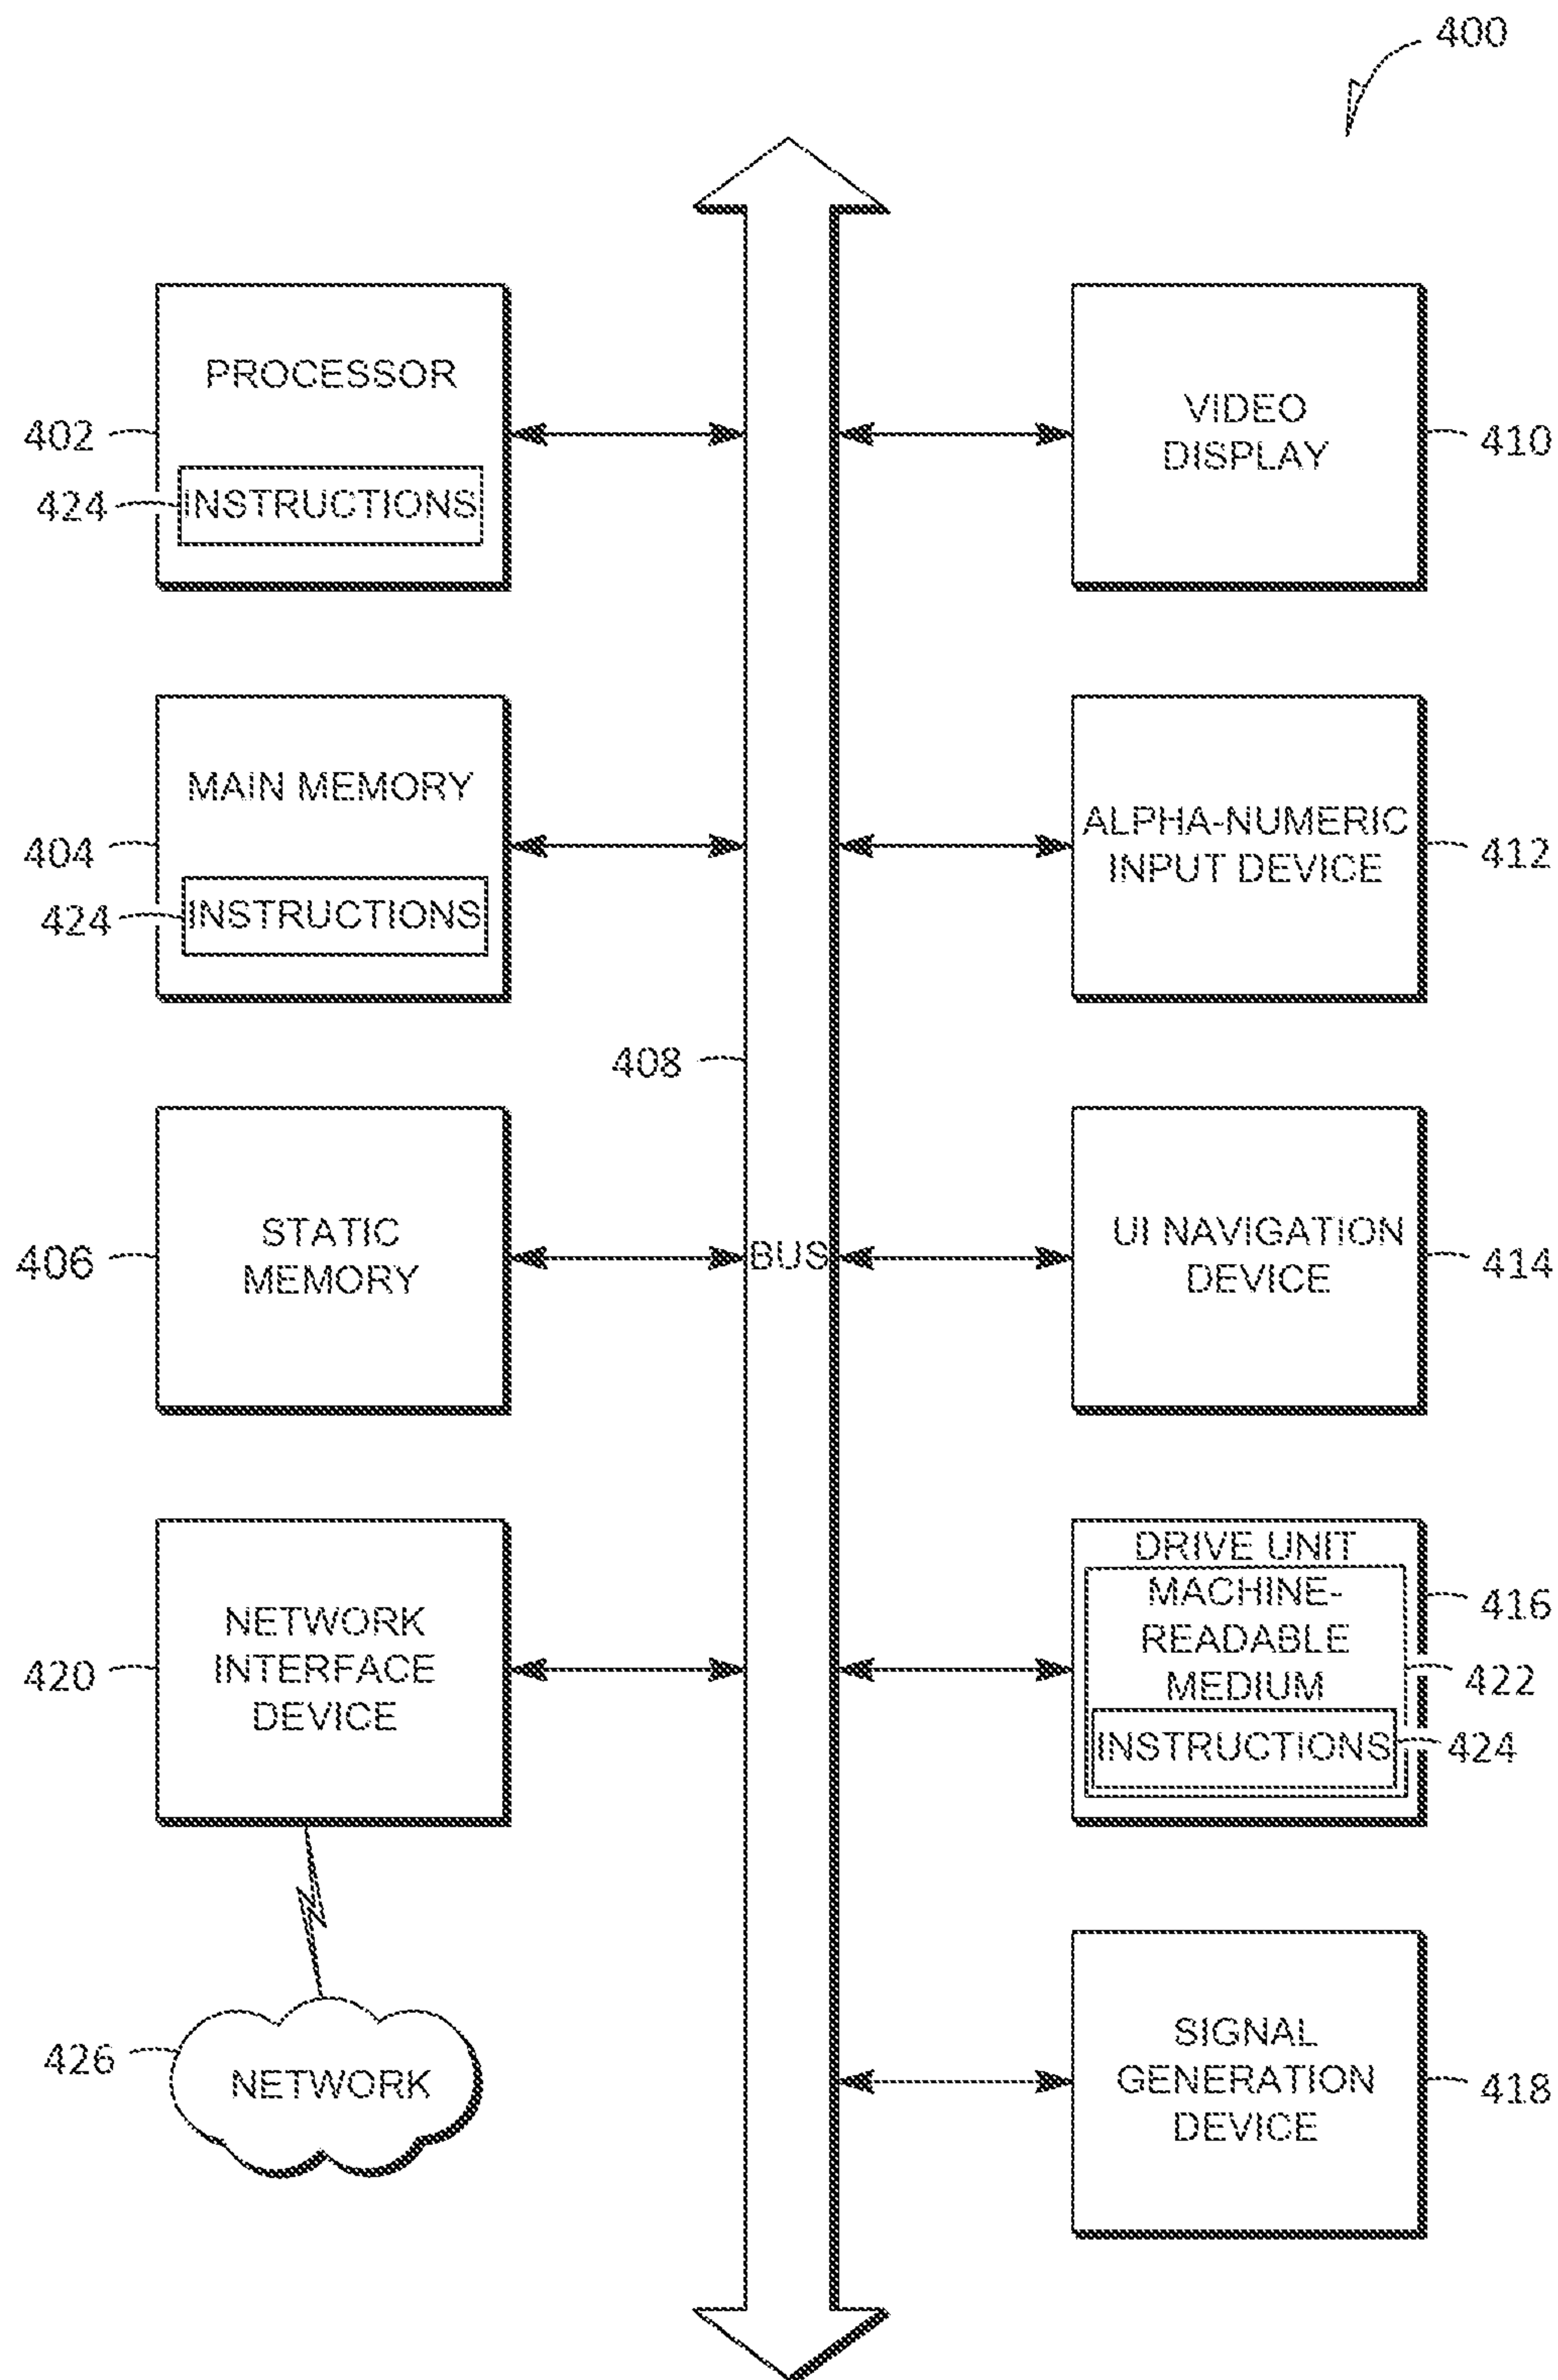 400
PROCESSOR
402
424
INSTRUCTIONS
VIDEO
DISPLAY
410
MAIN MEMORY
404
424
INSTRUCTIONS
ALPHA-NUMERIC
INPUT DEVICE
412
408
STATIC
MEMORY
406
BUS
UI NAVIGATION
DEVICE
414
NETWORK
INTERFACE
DEVICE
420
DRIVE UNIT
MACHINE-
READABLE
MEDIUM
416
422
INSTRUCTIONS
424
426
NETWORK
SIGNAL
GENERATION
DEVICE
418